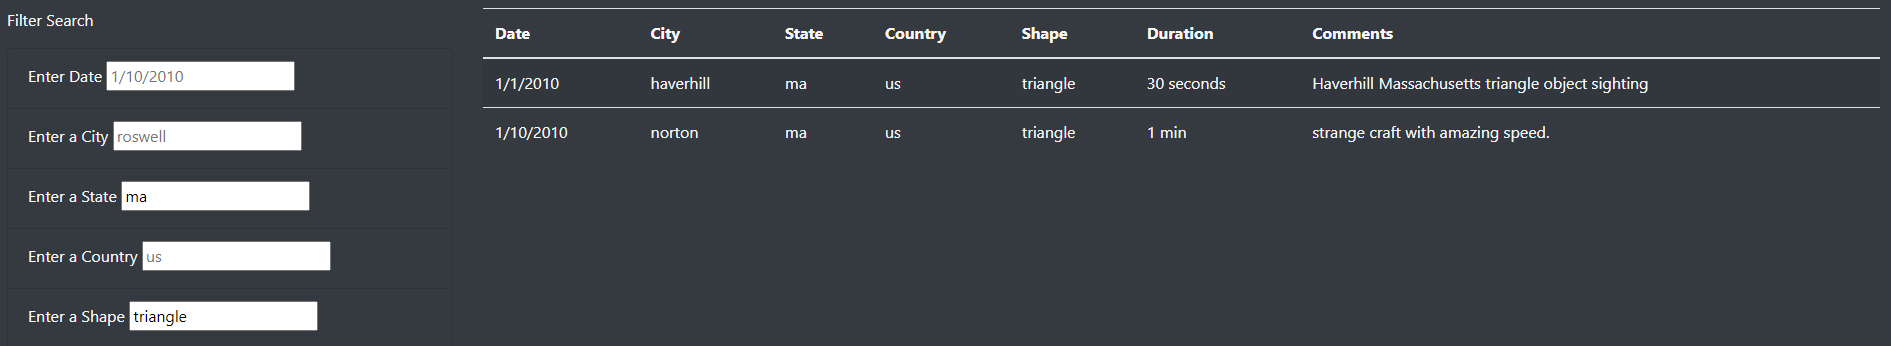 Filter Search
Enter Date 1/10/2010
Enter a City roswell
Enter a State ma
Enter a Country us
Enter a Shape triangle
Date City State Country Shape Duration Comments
1/1/2010 haverhill ma us triangle 30 seconds Haverhill Massachusetts triangle object sighting
1/10/2010 norton ma us triangle 1 min strange craft with amazing speed.